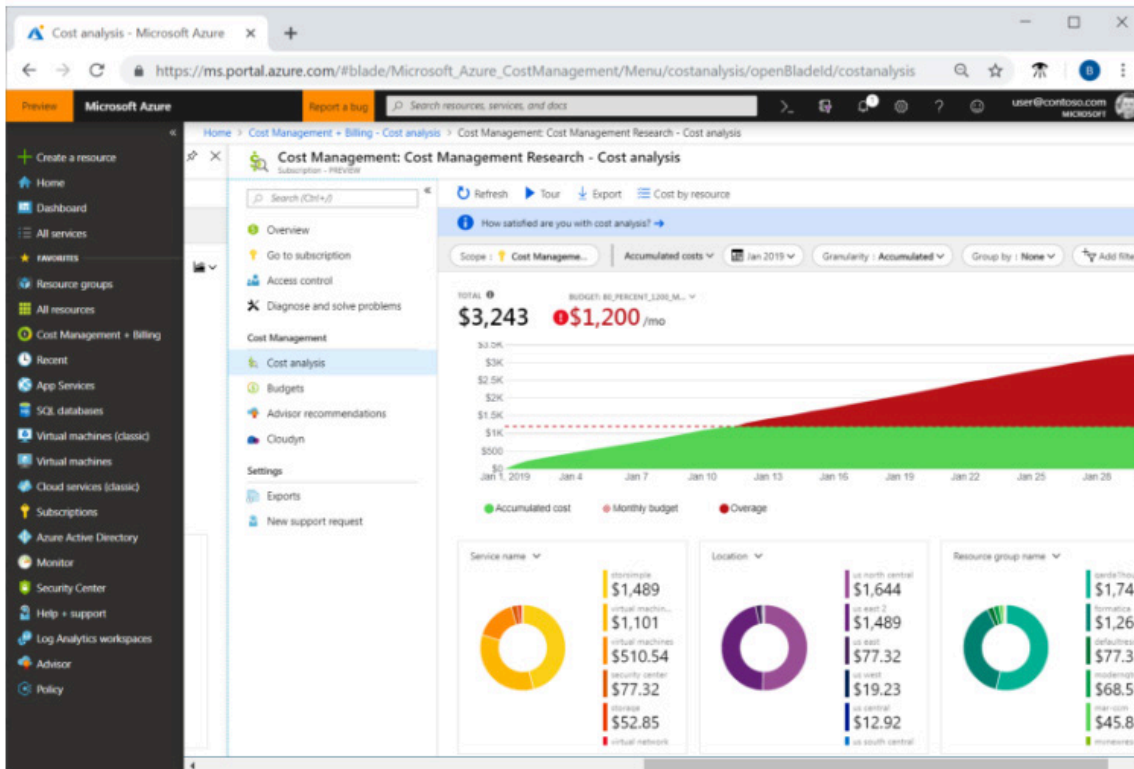 Cost analysis - Microsoft Azure
https://ms.portal.azure.com/#blade/Microsoft_Azure_CostManagement/Menu/costanalysis/openBladeId/costanalysis
B
Preview
Microsoft Azure
Report a bug
Search resources, services, and docs
1
user@contoso.com
MICROSOFT
Home > Cost Management + Billing - Cost analysis > Cost Management: Cost Management Research - Cost analysis
Create a resource
Home
Dashboard
All services
FAVORITES
Resource groups
All resources
Cost Management + Billing
Recent
App Services
SQL databases
Virtual machines (classic)
Virtual machines
Cloud services (classic)
Subscriptions
Azure Active Directory
Monitor
Security Center
Help + support
Log Analytics workspaces
Advisor
Policy
Cost Management: Cost Management Research - Cost analysis
Subscription - PREVIEW
Search (Ctrl+/)
Overview
Go to subscription
Access control
Diagnose and solve problems
Cost Management
Cost analysis
Budgets
Advisor recommendations
Cloudyn
Settings
Exports
New support request
Refresh
Tour
Export
Cost by resource
How satisfied are you with cost analysis? →
Scope : Cost Manageme...
Accumulated costs
Jan 2019
Granularity : Accumulated
Group by : None
Add filte
TOTAL
$3,243
BUDGET: 80_PERCENT_1200_M...
$1,200 /mo
$3.5K
$3K
$2.5K
$2K
$1.5K
$1K
$500
$0
Jan 1, 2019 Jan 4 Jan 7 Jan 10 Jan 13 Jan 16 Jan 19 Jan 22 Jan 25 Jan 28
Accumulated cost
Monthly budget
Overage
Service name
storsimple
$1,489
virtual machin...
$1,101
virtual machines
$510.54
security center
$77.32
storage
$52.85
virtual network
Location
us north central
$1,644
us east 2
$1,489
us east
$77.32
us west
$19.23
us central
$12.92
us south central
Resource group name
$1,74
formatica
$1,26
defaultres
$77.3
$68.5
$45.8